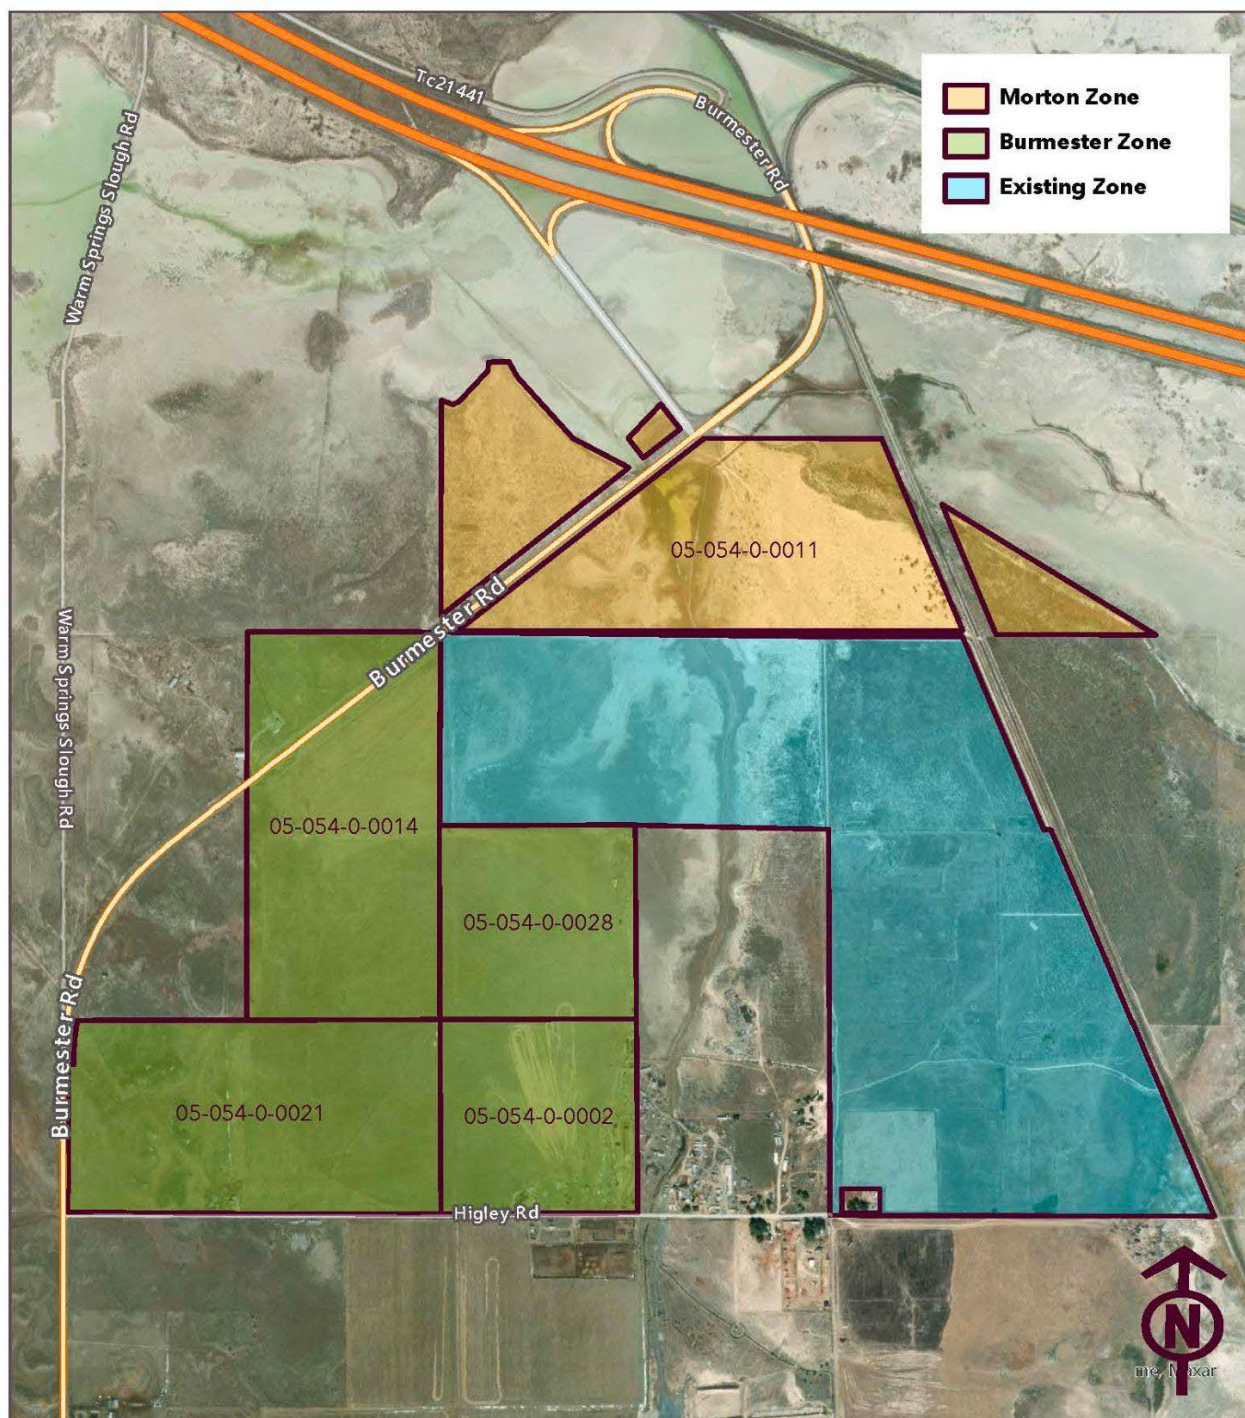 Tc21441
Burmester Rd
Morton Zone
Burmester Zone
Existing Zone
Warm Springs Slough Rd
05-054-0-0011
Burmester Rd
Warm Springs Slough Rd
05-054-0-0014
05-054-0-0028
Burmester Rd
05-054-0-0021
05-054-0-0002
Higley Rd
N
Maxar